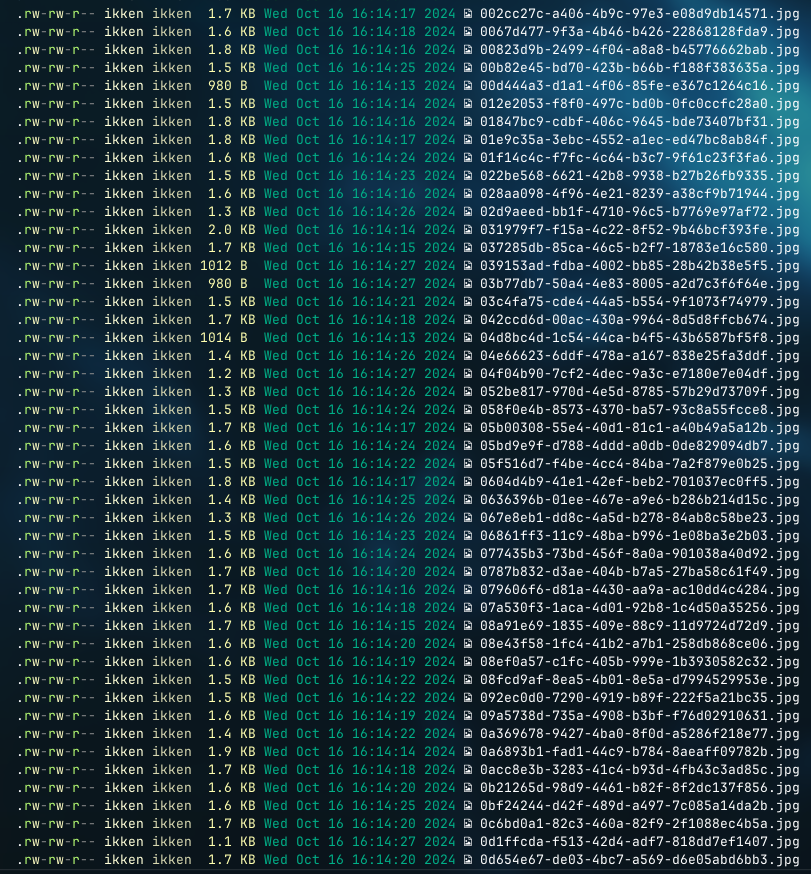 .rw-rw-r-- ikken ikken  1.7 KB Wed Oct 16 16:14:17 2024 002cc27c-a406-4b9c-97e3-e08d9db14571.jpg
.rw-rw-r-- ikken ikken  1.6 KB Wed Oct 16 16:14:18 2024 0067d477-9f3a-4b46-b426-22868128fda9.jpg
.rw-rw-r-- ikken ikken  1.8 KB Wed Oct 16 16:14:16 2024 00823d9b-2499-4f04-a8a8-b45776662bab.jpg
.rw-rw-r-- ikken ikken  1.5 KB Wed Oct 16 16:14:25 2024 00b82e45-bd70-423b-b66b-f188f383635a.jpg
.rw-rw-r-- ikken ikken  980 B  Wed Oct 16 16:14:13 2024 00d444a3-d1a1-4f06-85fe-e367c1264c16.jpg
.rw-rw-r-- ikken ikken  1.5 KB Wed Oct 16 16:14:14 2024 012e2053-f8f0-497c-bd0b-0fc0ccfc28a0.jpg
.rw-rw-r-- ikken ikken  1.8 KB Wed Oct 16 16:14:16 2024 01847bc9-cdbf-406c-9645-bde73407bf31.jpg
.rw-rw-r-- ikken ikken  1.8 KB Wed Oct 16 16:14:17 2024 01e9c35a-3ebc-4552-a1ec-ed47bc8ab84f.jpg
.rw-rw-r-- ikken ikken  1.6 KB Wed Oct 16 16:14:24 2024 01f14c4c-f7fc-4c64-b3c7-9f61c23f3fa6.jpg
.rw-rw-r-- ikken ikken  1.5 KB Wed Oct 16 16:14:23 2024 022be568-6621-42b8-9938-b27b26fb9335.jpg
.rw-rw-r-- ikken ikken  1.6 KB Wed Oct 16 16:14:16 2024 028aa098-4f96-4e21-8239-a38cf9b71944.jpg
.rw-rw-r-- ikken ikken  1.3 KB Wed Oct 16 16:14:26 2024 02d9aeed-bb1f-4710-96c5-b7769e97af72.jpg
.rw-rw-r-- ikken ikken  2.0 KB Wed Oct 16 16:14:14 2024 031979f7-f15a-4c22-8f52-9b46bcf393fe.jpg
.rw-rw-r-- ikken ikken  1.7 KB Wed Oct 16 16:14:15 2024 037285db-85ca-46c5-b2f7-18783e16c580.jpg
.rw-rw-r-- ikken ikken 1012 B  Wed Oct 16 16:14:27 2024 039153ad-fdba-4002-bb85-28b42b38e5f5.jpg
.rw-rw-r-- ikken ikken  980 B  Wed Oct 16 16:14:27 2024 03b77db7-50a4-4e83-8005-a2d7c3f6f64e.jpg
.rw-rw-r-- ikken ikken  1.5 KB Wed Oct 16 16:14:21 2024 03c4fa75-cde4-44a5-b554-9f1073f74979.jpg
.rw-rw-r-- ikken ikken  1.7 KB Wed Oct 16 16:14:18 2024 042ccd6d-00ac-430a-9964-8d5d8ffcb674.jpg
.rw-rw-r-- ikken ikken 1014 B  Wed Oct 16 16:14:13 2024 04d8bc4d-1c54-44ca-b4f5-43b6587bf5f8.jpg
.rw-rw-r-- ikken ikken  1.4 KB Wed Oct 16 16:14:26 2024 04e66623-6ddf-478a-a167-838e25fa3ddf.jpg
.rw-rw-r-- ikken ikken  1.2 KB Wed Oct 16 16:14:27 2024 04f04b90-7cf2-4dec-9a3c-e7180e7e04df.jpg
.rw-rw-r-- ikken ikken  1.3 KB Wed Oct 16 16:14:26 2024 052be817-970d-4e5d-8785-57b29d73709f.jpg
.rw-rw-r-- ikken ikken  1.5 KB Wed Oct 16 16:14:24 2024 058f0e4b-8573-4370-ba57-93c8a55fcce8.jpg
.rw-rw-r-- ikken ikken  1.7 KB Wed Oct 16 16:14:17 2024 05b00308-55e4-40d1-81c1-a40b49a5a12b.jpg
.rw-rw-r-- ikken ikken  1.6 KB Wed Oct 16 16:14:24 2024 05bd9e9f-d788-4ddd-a0db-0de829094db7.jpg
.rw-rw-r-- ikken ikken  1.5 KB Wed Oct 16 16:14:22 2024 05f516d7-f4be-4cc4-84ba-7a2f879e0b25.jpg
.rw-rw-r-- ikken ikken  1.8 KB Wed Oct 16 16:14:17 2024 0604d4b9-41e1-42ef-beb2-701037ec0ff5.jpg
.rw-rw-r-- ikken ikken  1.4 KB Wed Oct 16 16:14:25 2024 0636396b-01ee-467e-a9e6-b286b214d15c.jpg
.rw-rw-r-- ikken ikken  1.3 KB Wed Oct 16 16:14:26 2024 067e8eb1-dd8c-4a5d-b278-84ab8c58be23.jpg
.rw-rw-r-- ikken ikken  1.5 KB Wed Oct 16 16:14:23 2024 06861ff3-11c9-48ba-b996-1e08ba3e2b03.jpg
.rw-rw-r-- ikken ikken  1.6 KB Wed Oct 16 16:14:24 2024 077435b3-73bd-456f-8a0a-901038a40d92.jpg
.rw-rw-r-- ikken ikken  1.7 KB Wed Oct 16 16:14:20 2024 0787b832-d3ae-404b-b7a5-27ba58c61f49.jpg
.rw-rw-r-- ikken ikken  1.7 KB Wed Oct 16 16:14:16 2024 079606f6-d81a-4430-aa9a-ac10dd4c4284.jpg
.rw-rw-r-- ikken ikken  1.6 KB Wed Oct 16 16:14:18 2024 07a530f3-1aca-4d01-92b8-1c4d50a35256.jpg
.rw-rw-r-- ikken ikken  1.7 KB Wed Oct 16 16:14:15 2024 08a91e69-1835-409e-88c9-11d9724d72d9.jpg
.rw-rw-r-- ikken ikken  1.6 KB Wed Oct 16 16:14:20 2024 08e43f58-1fc4-41b2-a7b1-258db868ce06.jpg
.rw-rw-r-- ikken ikken  1.6 KB Wed Oct 16 16:14:19 2024 08ef0a57-c1fc-405b-999e-1b3930582c32.jpg
.rw-rw-r-- ikken ikken  1.5 KB Wed Oct 16 16:14:22 2024 08fcd9af-8ea5-4b01-8e5a-d7994529953e.jpg
.rw-rw-r-- ikken ikken  1.5 KB Wed Oct 16 16:14:22 2024 092ec0d0-7290-4919-b89f-222f5a21bc35.jpg
.rw-rw-r-- ikken ikken  1.6 KB Wed Oct 16 16:14:19 2024 09a5738d-735a-4908-b3bf-f76d02910631.jpg
.rw-rw-r-- ikken ikken  1.4 KB Wed Oct 16 16:14:22 2024 0a369678-9427-4ba0-8f0d-a5286f218e77.jpg
.rw-rw-r-- ikken ikken  1.9 KB Wed Oct 16 16:14:14 2024 0a6893b1-fad1-44c9-b784-8aeaff09782b.jpg
.rw-rw-r-- ikken ikken  1.7 KB Wed Oct 16 16:14:18 2024 0acc8e3b-3283-41c4-b93d-4fb43c3ad85c.jpg
.rw-rw-r-- ikken ikken  1.6 KB Wed Oct 16 16:14:20 2024 0b21265d-98d9-4461-b82f-8f2dc137f856.jpg
.rw-rw-r-- ikken ikken  1.6 KB Wed Oct 16 16:14:25 2024 0bf24244-d42f-489d-a497-7c085a14da2b.jpg
.rw-rw-r-- ikken ikken  1.7 KB Wed Oct 16 16:14:20 2024 0c6bd0a1-82c3-460a-82f9-2f1088ec4b5a.jpg
.rw-rw-r-- ikken ikken  1.1 KB Wed Oct 16 16:14:27 2024 0d1ffcda-f513-42d4-adf7-818dd7ef1407.jpg
.rw-rw-r-- ikken ikken  1.7 KB Wed Oct 16 16:14:20 2024 0d654e67-de03-4bc7-a569-d6e05abd6bb3.jpg